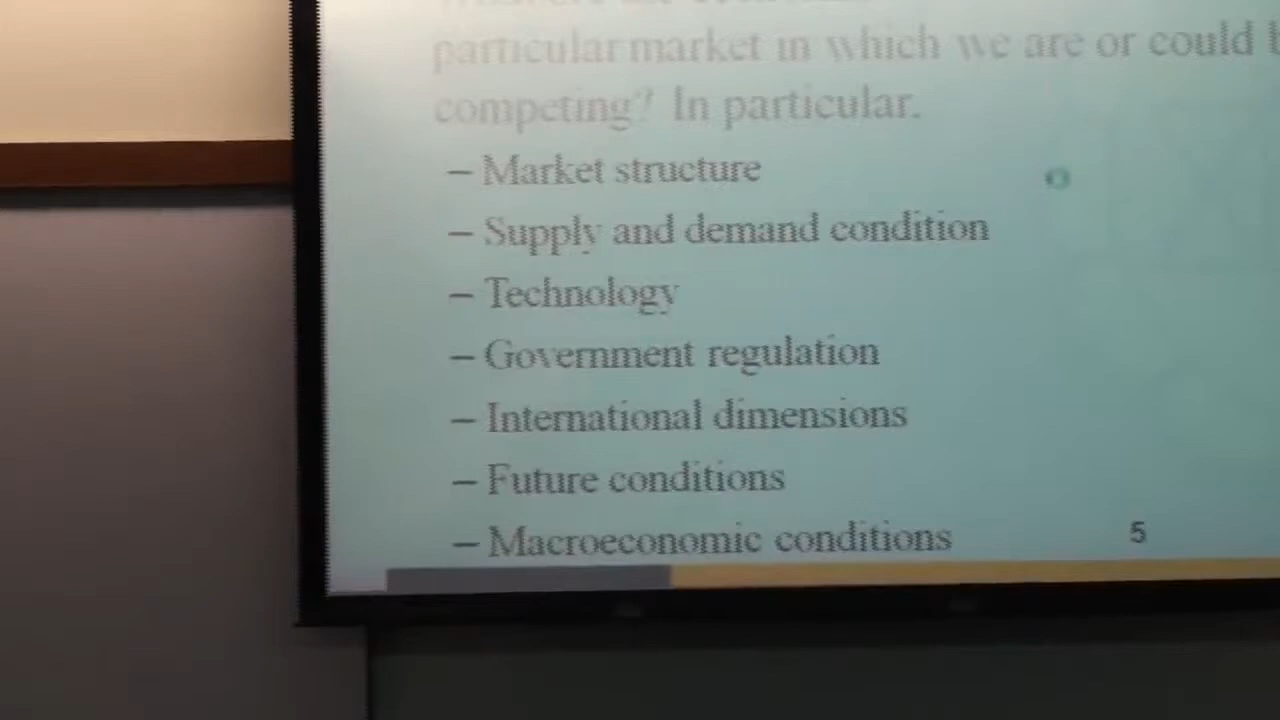 particular market in which we are or could
competing? In particular.
– Market structure
– Supply and demand condition
– Technology
– Government regulation
– International dimensions
– Future conditions
– Macroeconomic conditions
5